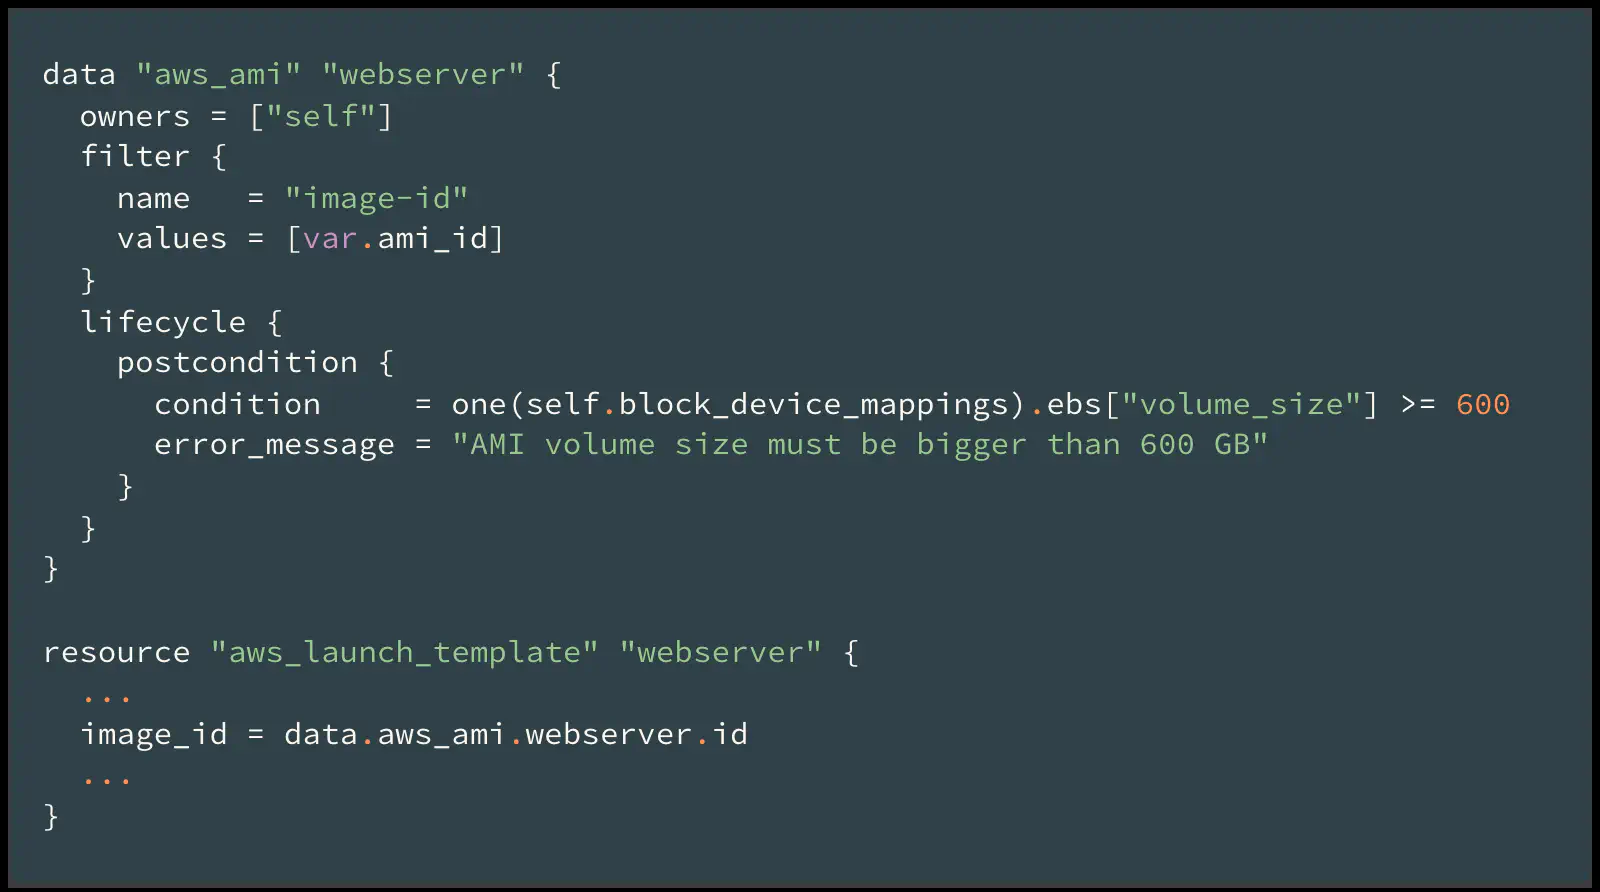 data "aws_ami" "webserver" {
  owners = ["self"]
  filter {
    name   = "image-id"
    values = [var.ami_id]
  }
  lifecycle {
    postcondition {
      condition     = one(self.block_device_mappings).ebs["volume_size"] >= 600
      error_message = "AMI volume size must be bigger than 600 GB"
    }
  }
}

resource "aws_launch_template" "webserver" {
  ...
  image_id = data.aws_ami.webserver.id
  ...
}